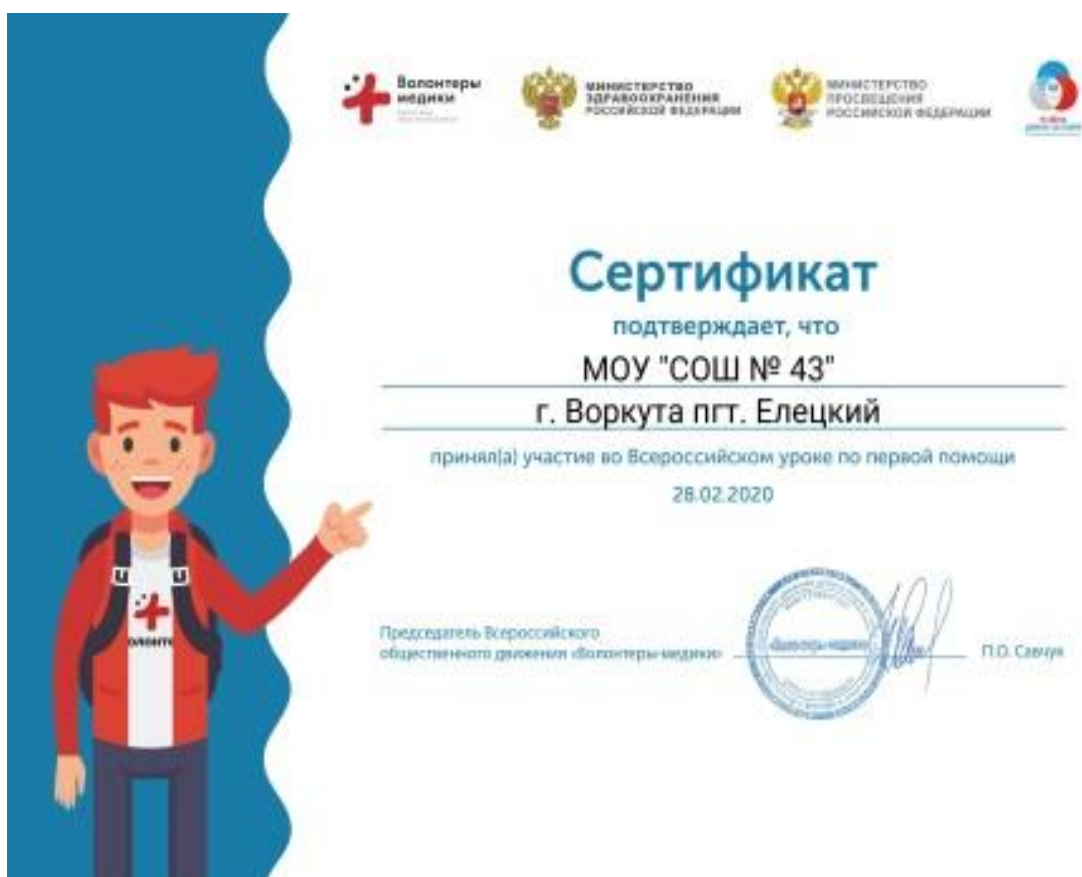 Волонтеры
медики
МИНИСТЕРСТВО
ЗДРАВООХРАНЕНИЯ
РОССИЙСКОЙ ФЕДЕРАЦИИ
МИНИСТЕРСТВО
ПРОСВЕЩЕНИЯ
РОССИЙСКОЙ ФЕДЕРАЦИИ
Сертификат
подтверждает, что
МОУ "СОШ № 43"
г. Воркута пгт. Елецкий
принял(а) участие во Всероссийском уроке по первой помощи
28.02.2020
Председатель Всероссийского
общественного движения «Волонтеры-медики»
П.О. Савчук
«Волонтеры-медики»